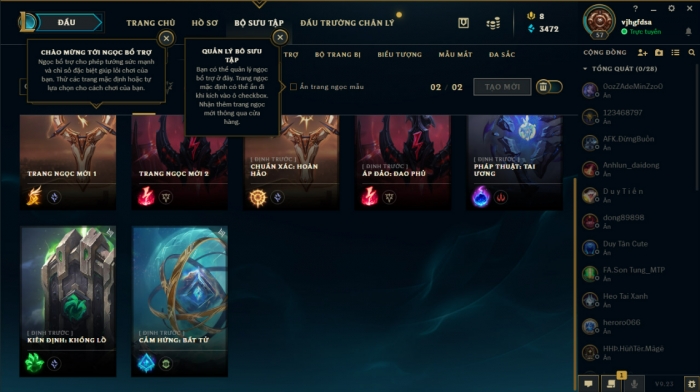 ĐẤU
TRANG CHỦ
HỒ SƠ
BỘ SƯU TẬP
ĐẤU TRƯỜNG CHÂN LÝ
8
3472
57
vjhgfdsa
Trực tuyến
CHÀO MỪNG TỚI NGỌC BỔ TRỢ
Ngọc bổ trợ cho phép tướng sức mạnh
và chỉ số đặc biệt giúp lối chơi của
bạn. Thử các trang mặc định hoặc tự
lựa chọn cho cách chơi của bạn.
QUẢN LÝ BỘ SƯU
TẬP
Bạn có thể quản lý ngọc
bổ trợ ở đây. Trang ngọc
mặc định có thể ẩn đi
khi kích vào ô checkbox.
Nhận thêm trang ngọc
mới thông qua cửa
hàng.
TRỢ
BỘ TRANG BỊ
BIỂU TƯỢNG
MẪU MẮT
ĐA SẮC
Ẩn trang ngọc mẫu
02 / 02
TẠO MỚI
TRANG NGỌC MỚI 1
TRANG NGỌC MỚI 2
[ ĐỊNH TRƯỚC ]
CHUẨN XÁC: HOÀN
HẢO
[ ĐỊNH TRƯỚC ]
ÁP ĐẢO: ĐAO PHỦ
[ ĐỊNH TRƯỚC ]
PHÁP THUẬT: TAI
ƯƠNG
[ ĐỊNH TRƯỚC ]
KIÊN ĐỊNH: KHỔNG LỒ
[ ĐỊNH TRƯỚC ]
CẢM HỨNG: BẤT TỬ
CỘNG ĐỒNG
TỔNG QUÁT (0/28)
0ozZAdeMinZzo0
Ẩn
123468797
Ẩn
AFK.ĐừngBuồn
Ẩn
Anhlun_daidong
Ẩn
D u y T i ê n
Ẩn
dong89898
Ẩn
Duy Tân Cute
Ẩn
FA.Son Tung_MTP
Ẩn
Heo Tai Xanh
Ẩn
heroro066
Ẩn
Ẩn
1
V9.13